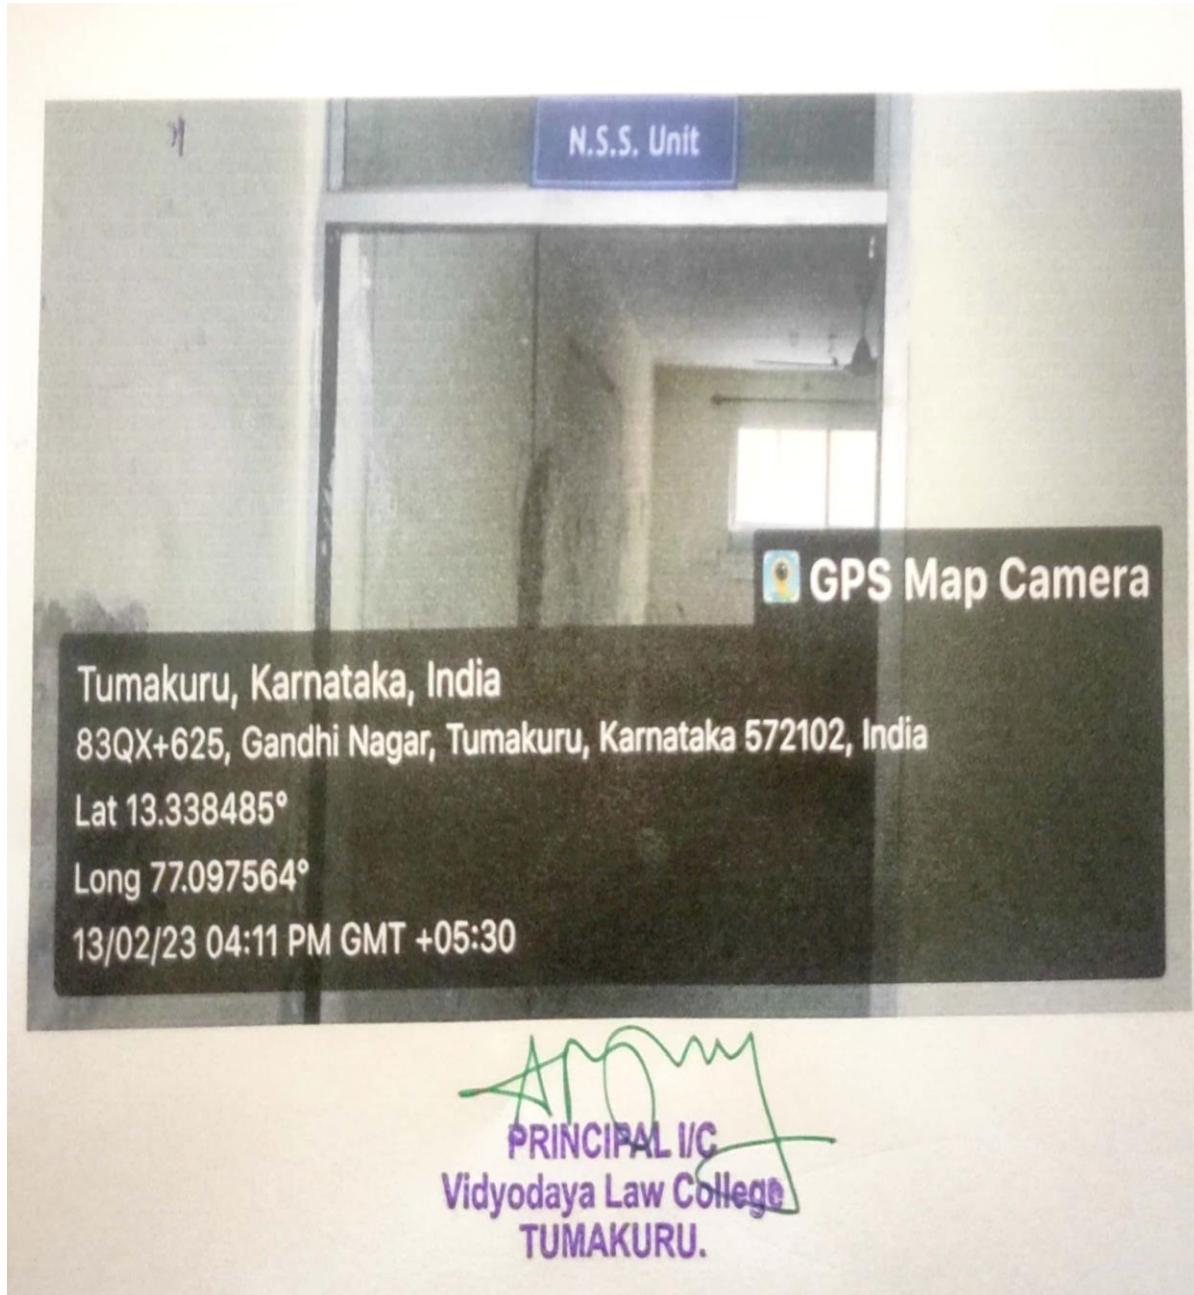 N.S.S. Unit
GPS Map Camera
Tumakuru, Karnataka, India
83QX+625, Gandhi Nagar, Tumakuru, Karnataka 572102, India
Lat 13.338485°
Long 77.097564°
13/02/23 04:11 PM GMT +05:30
PRINCIPAL I/C
Vidyodaya Law College
TUMAKURU.